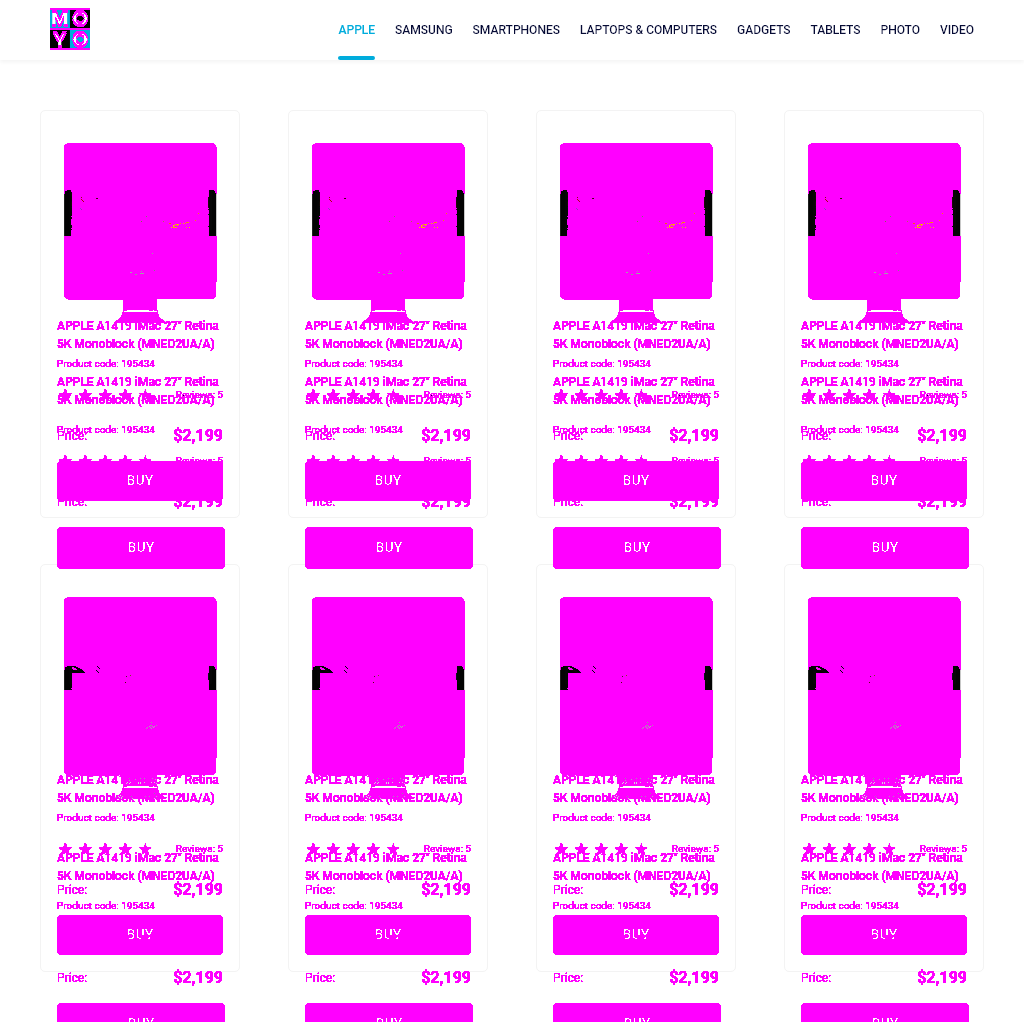 MOYO
APPLE SAMSUNG SMARTPHONES LAPTOPS & COMPUTERS GADGETS TABLETS PHOTO VIDEO
APPLE A1419 iMac 27" Retina APPLE A1419 iMac 27" Retina APPLE A1419 iMac 27" Retina APPLE A1419 iMac 27" Retina
5K Monoblock (MNED2UA/A) 5K Monoblock (MNED2UA/A) 5K Monoblock (MNED2UA/A) 5K Monoblock (MNED2UA/A)
Product code: 195434 Product code: 195434 Product code: 195434 Product code: 195434
APPLE A1419 iMac 27" Retina APPLE A1419 iMac 27" Retina APPLE A1419 iMac 27" Retina APPLE A1419 iMac 27" Retina
5K Monoblock (MNED2UA/A) Reviews: 5 5K Monoblock (MNED2UA/A) Reviews: 5 5K Monoblock (MNED2UA/A) Reviews: 5 5K Monoblock (MNED2UA/A) Reviews: 5
Product code: 195434 Product code: 195434 Product code: 195434
Price: $2,199 Price: $2,199 Price: $2,199 Price: $2,199
Reviews: 5 Reviews: 5 Reviews: 5 Reviews: 5
BUY BUY BUY BUY
Price: $2,199 Price: $2,199 Price: $2,199 Price: $2,199
BUY BUY BUY BUY
APPLE A1419 iMac 27" Retina APPLE A1419 iMac 27" Retina APPLE A1419 iMac 27" Retina APPLE A1419 iMac 27" Retina
5K Monoblock (MNED2UA/A) 5K Monoblock (MNED2UA/A) 5K Monoblock (MNED2UA/A) 5K Monoblock (MNED2UA/A)
Product code: 195434 Product code: 195434 Product code: 195434 Product code: 195434
Reviews: 5 Reviews: 5 Reviews: 5 Reviews: 5
APPLE A1419 iMac 27" Retina APPLE A1419 iMac 27" Retina APPLE A1419 iMac 27" Retina APPLE A1419 iMac 27" Retina
5K Monoblock (MNED2UA/A) 5K Monoblock (MNED2UA/A) 5K Monoblock (MNED2UA/A) 5K Monoblock (MNED2UA/A)
Price: $2,199 Price: $2,199 Price: $2,199 Price: $2,199
Product code: 195434 Product code: 195434 Product code: 195434 Product code: 195434
BUY BUY BUY BUY
Price: $2,199 Price: $2,199 Price: $2,199 Price: $2,199
BUY BUY BUY BUY